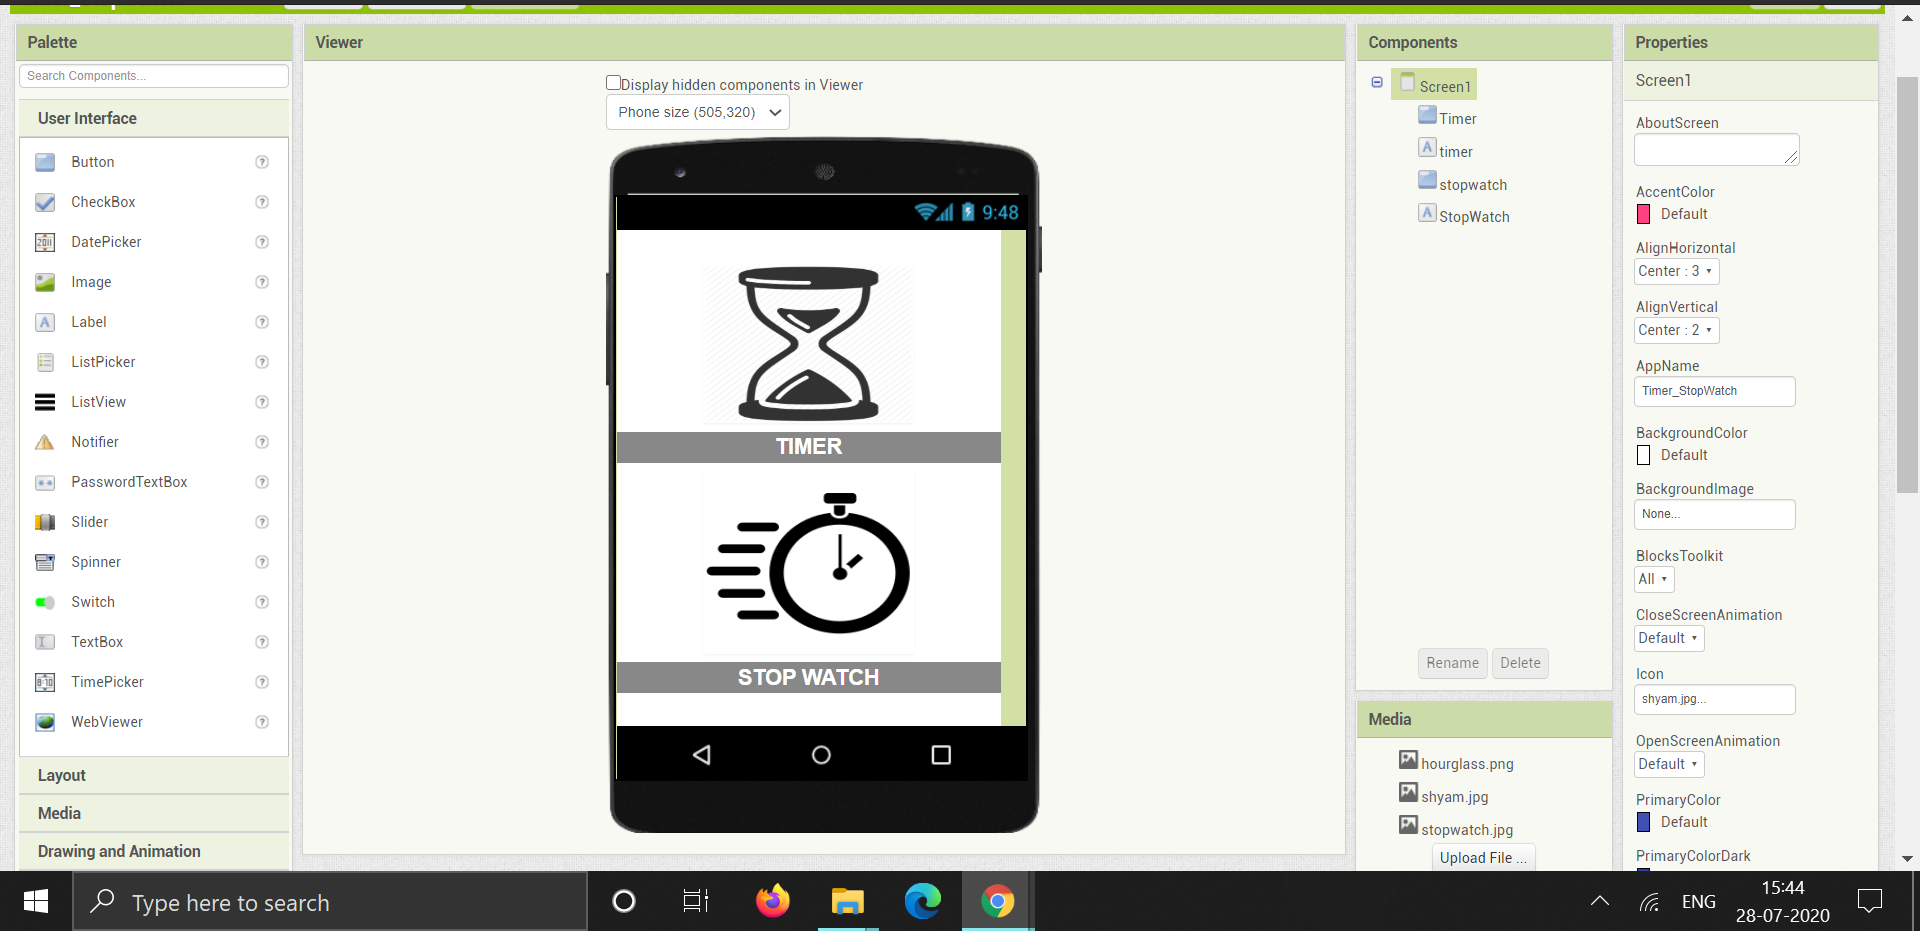 Palette
Search Components...
User Interface
Button ?
CheckBox ?
DatePicker ?
Image ?
Label ?
ListPicker ?
ListView ?
Notifier ?
PasswordTextBox ?
Slider ?
Spinner ?
Switch ?
TextBox ?
TimePicker ?
WebViewer ?
Layout
Media
Drawing and Animation
Viewer
Display hidden components in Viewer
Phone size (505,320)
9:48
TIMER
STOP WATCH
Components
Screen1
Timer
A timer
stopwatch
A StopWatch
Rename Delete
Media
hourglass.png
shyam.jpg
stopwatch.jpg
Upload File ...
Properties
Screen1
AboutScreen
AccentColor
Default
AlignHorizontal
Center : 3
AlignVertical
Center : 2
AppName
Timer_StopWatch
BackgroundColor
Default
BackgroundImage
None...
BlocksToolkit
All
CloseScreenAnimation
Default
Icon
shyam.jpg...
OpenScreenAnimation
Default
PrimaryColor
Default
PrimaryColorDark
Type here to search
ENG
15:44
28-07-2020